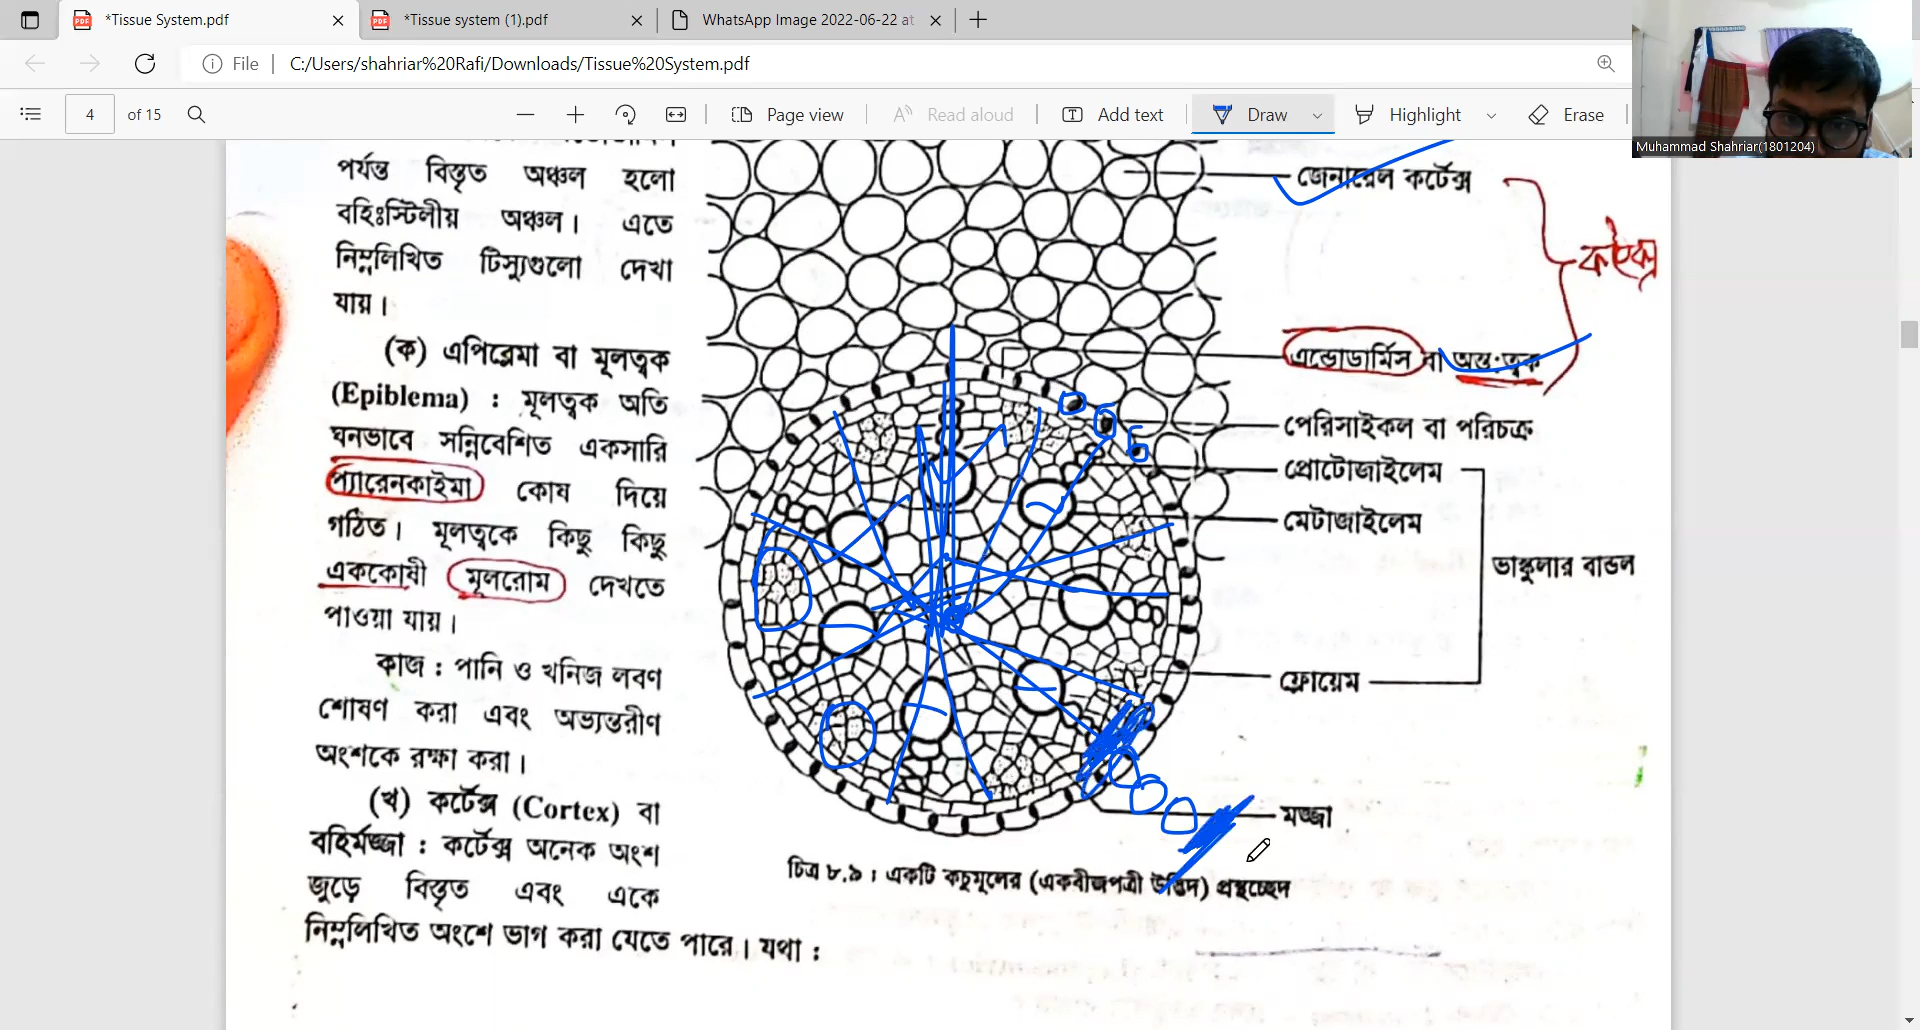 *Tissue System.pdf
*Tissue system (1).pdf
WhatsApp Image 2022-06-22 at
File
C:/Users/shahriar%20Rafi/Downloads/Tissue%20System.pdf
4 of 15
Page view
Read aloud
Add text
Draw
Highlight
Erase
Muhammad Shahriar(1801204)
পর্যন্ত বিস্তৃত অঞ্চল হলো
বহিঃস্টিলীয় অঞ্চল। এতে
নিম্নলিখিত টিস্যুগুলো দেখা
যায়।
(ক) এপিব্লেমা বা মূলত্বক
(Epiblema) : মূলত্বক অতি
ঘনভাবে সন্নিবেশিত একসারি
প্যারেনকাইমা কোষ দিয়ে
গঠিত। মূলত্বকে কিছু কিছু
এককোষী মূলরোম দেখতে
পাওয়া যায়।
কাজ : পানি ও খনিজ লবণ
শোষণ করা এবং অভ্যন্তরীণ
অংশকে রক্ষা করা।
(খ) কর্টেক্স (Cortex) বা
বহির্মজ্জা : কর্টেক্স অনেক অংশ
জুড়ে বিস্তৃত এবং একে
নিম্নলিখিত অংশে ভাগ করা যেতে পারে। যথা :
জেনারেল কর্টেক্স
কর্টেক্স
এন্ডোডার্মিস বা অন্তঃত্বক
পেরিসাইকল বা পরিচক্র
প্রোটোজাইলেম
মেটাজাইলেম
ভাস্কুলার বান্ডল
ফ্লোয়েম
মজ্জা
চিত্র ৮.৯ : একটি কচুমূলের (একবীজপত্রী উদ্ভিদ) প্রস্থচ্ছেদ